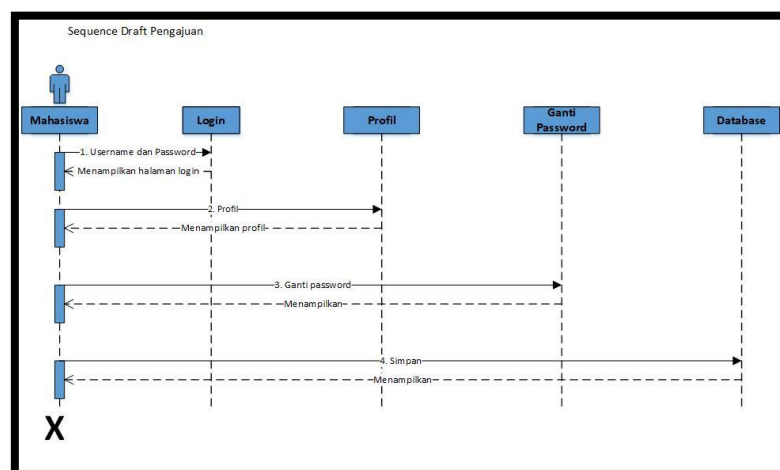 Sequence Draft Pengajuan
Mahasiswa
Login
Profil
Ganti
Password
Database
1. Username dan Password
Menampilkan halaman login
2. Profil
Menampilkan profil
3. Ganti password
Menampilkan
4. Simpan
Menampilkan
X